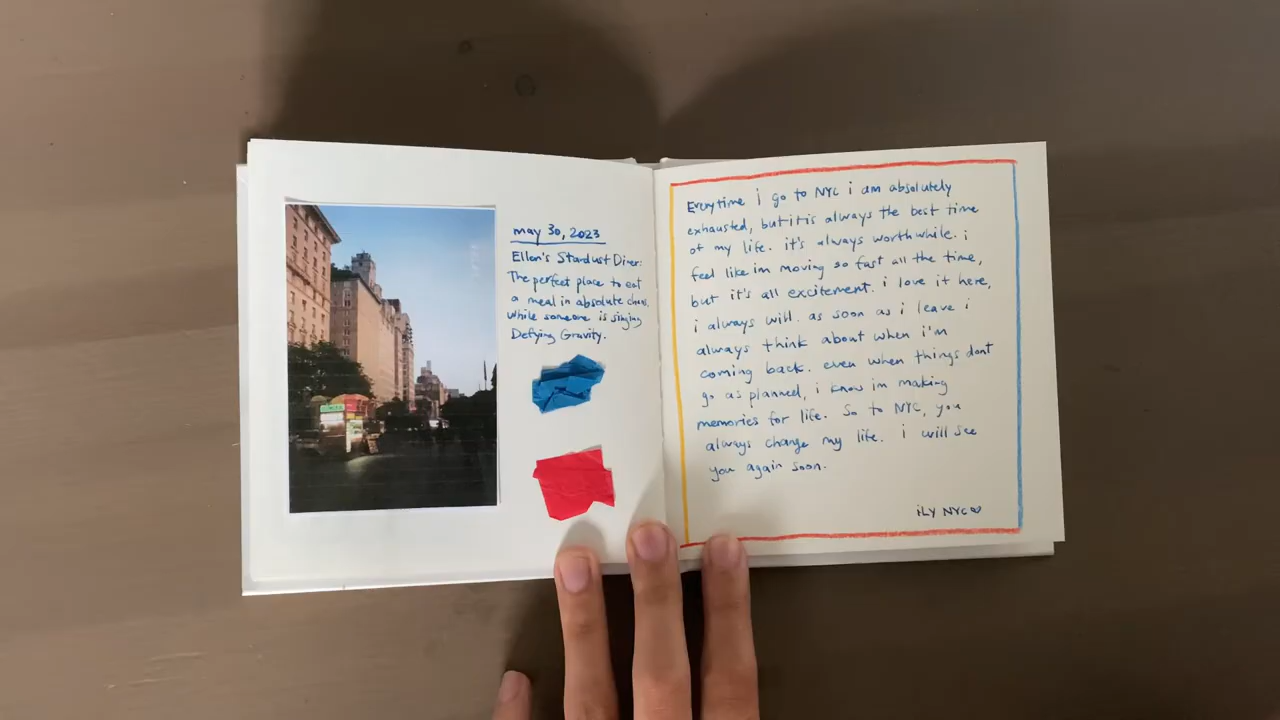 may 30, 2023
Ellen's Stardust Diner:
The perfect place to eat
a meal in absolute chaos,
while someone is singing
Defying Gravity.
Everytime i go to NYC i am absolutely
exhausted, but it is always the best time
of my life. it's always worthwhile. i
feel like im moving so fast all the time,
but it's all excitement. i love it here,
i always will. as soon as i leave i
always think about when i'm
coming back. even when things dont
go as planned, i know im making
memories for life. So to NYC, you
always change my life. i will see
you again soon.
iLY NYC♡